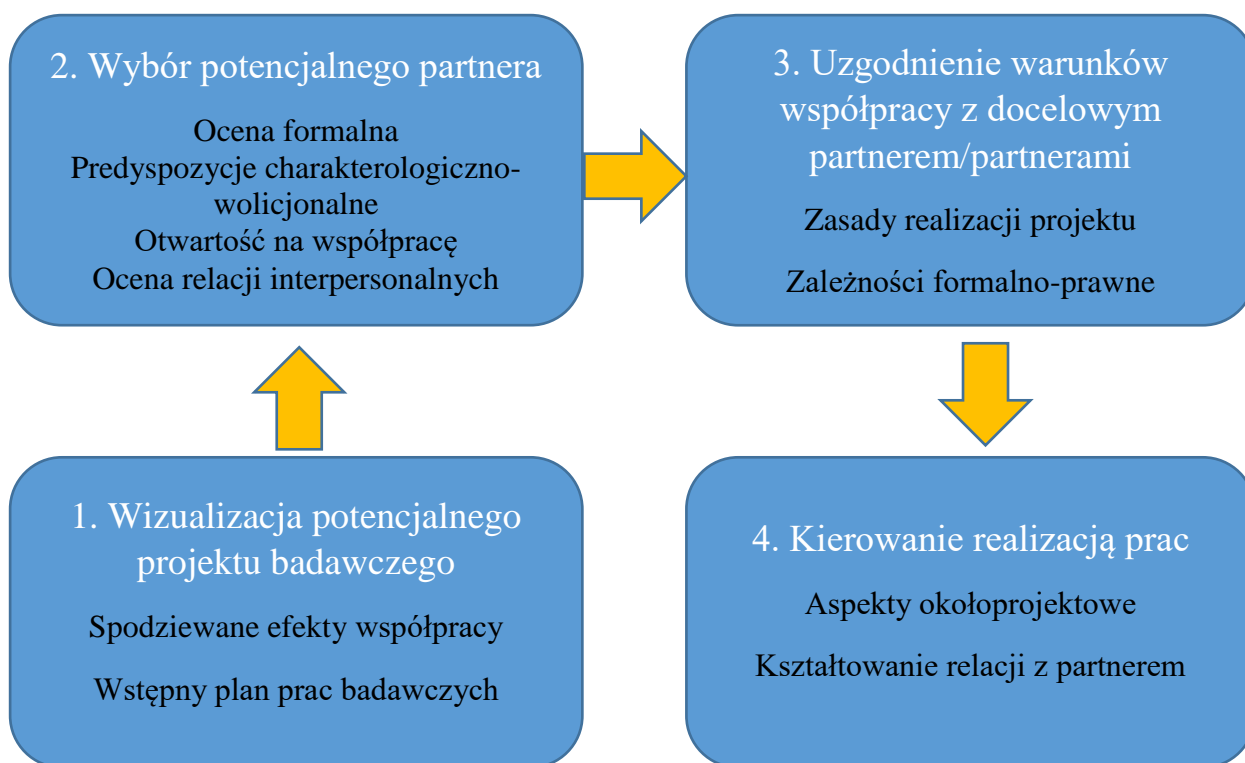 2. Wybór potencjalnego partnera
Ocena formalna
Predyspozycje charakterologiczno-
wolicjonalne
Otwartość na współpracę
Ocena relacji interpersonalnych
3. Uzgodnienie warunków
współpracy z docelowym
partnerem/partnerami
Zasady realizacji projektu
Zależności formalno-prawne
1. Wizualizacja potencjalnego
projektu badawczego
Spodziewane efekty współpracy
Wstępny plan prac badawczych
4. Kierowanie realizacją prac
Aspekty okołoprojektowe
Kształtowanie relacji z partnerem